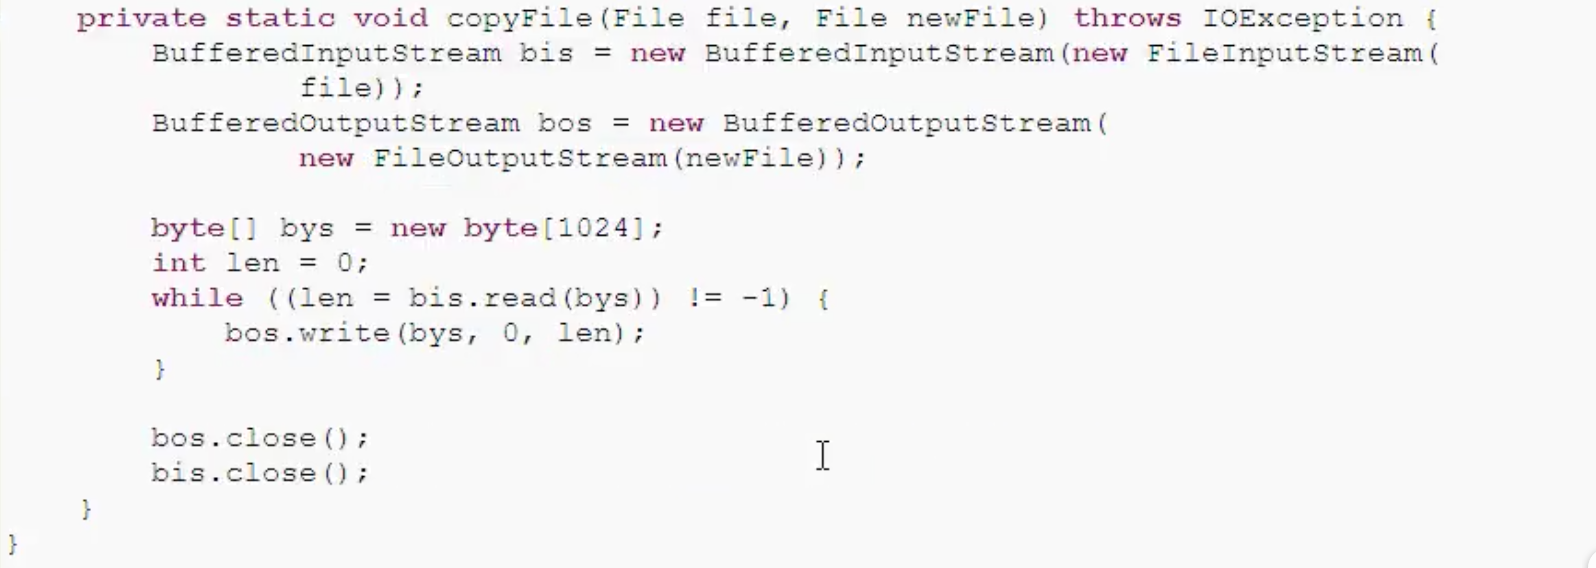 private static void copyFile(File file, File newFile) throws IOException {
BufferedInputStream bis = new BufferedInputStream(new FileInputStream(
file));
BufferedOutputStream bos = new BufferedOutputStream(
new FileOutputStream(newFile));
byte[] bys = new byte[1024];
int len = 0;
while ((len = bis.read(bys)) != -1) {
bos.write(bys, 0, len);
}
bos.close();
bis.close();
}
}